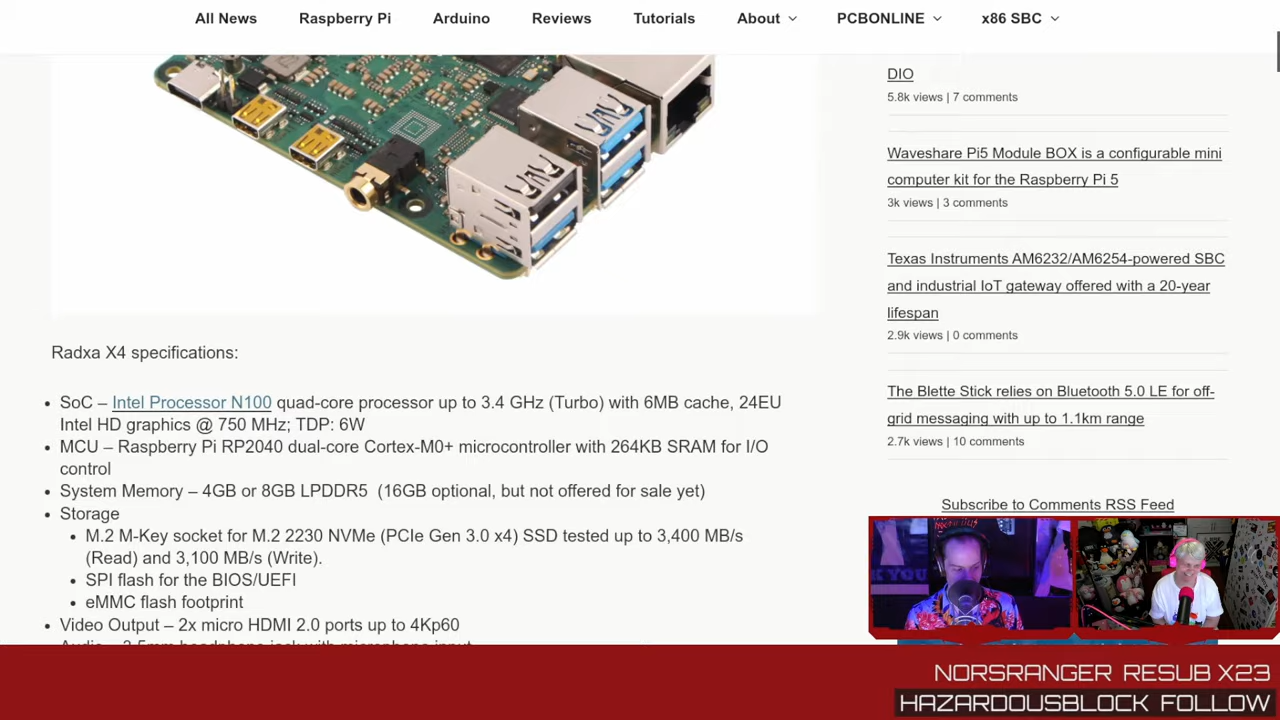 All News
Raspberry Pi
Arduino
Reviews
Tutorials
About
PCBONLINE
x86 SBC
DIO
5.8k views | 7 comments
Waveshare Pi5 Module BOX is a configurable mini
computer kit for the Raspberry Pi 5
3k views | 3 comments
Texas Instruments AM6232/AM6254-powered SBC
and industrial IoT gateway offered with a 20-year
lifespan
2.9k views | 0 comments
The Blette Stick relies on Bluetooth 5.0 LE for off-
grid messaging with up to 1.1km range
2.7k views | 10 comments
Subscribe to Comments RSS Feed
Radxa X4 specifications:
SoC – Intel Processor N100 quad-core processor up to 3.4 GHz (Turbo) with 6MB cache, 24EU
Intel HD graphics @ 750 MHz; TDP: 6W
MCU – Raspberry Pi RP2040 dual-core Cortex-M0+ microcontroller with 264KB SRAM for I/O
control
System Memory – 4GB or 8GB LPDDR5 (16GB optional, but not offered for sale yet)
Storage
M.2 M-Key socket for M.2 2230 NVMe (PCIe Gen 3.0 x4) SSD tested up to 3,400 MB/s
(Read) and 3,100 MB/s (Write).
SPI flash for the BIOS/UEFI
eMMC flash footprint
Video Output – 2x micro HDMI 2.0 ports up to 4Kp60
Audio – 3.5mm headphone jack with microphone input
NORSRANGER RESUB X23
HAZARDOUSBLOCK FOLLOW